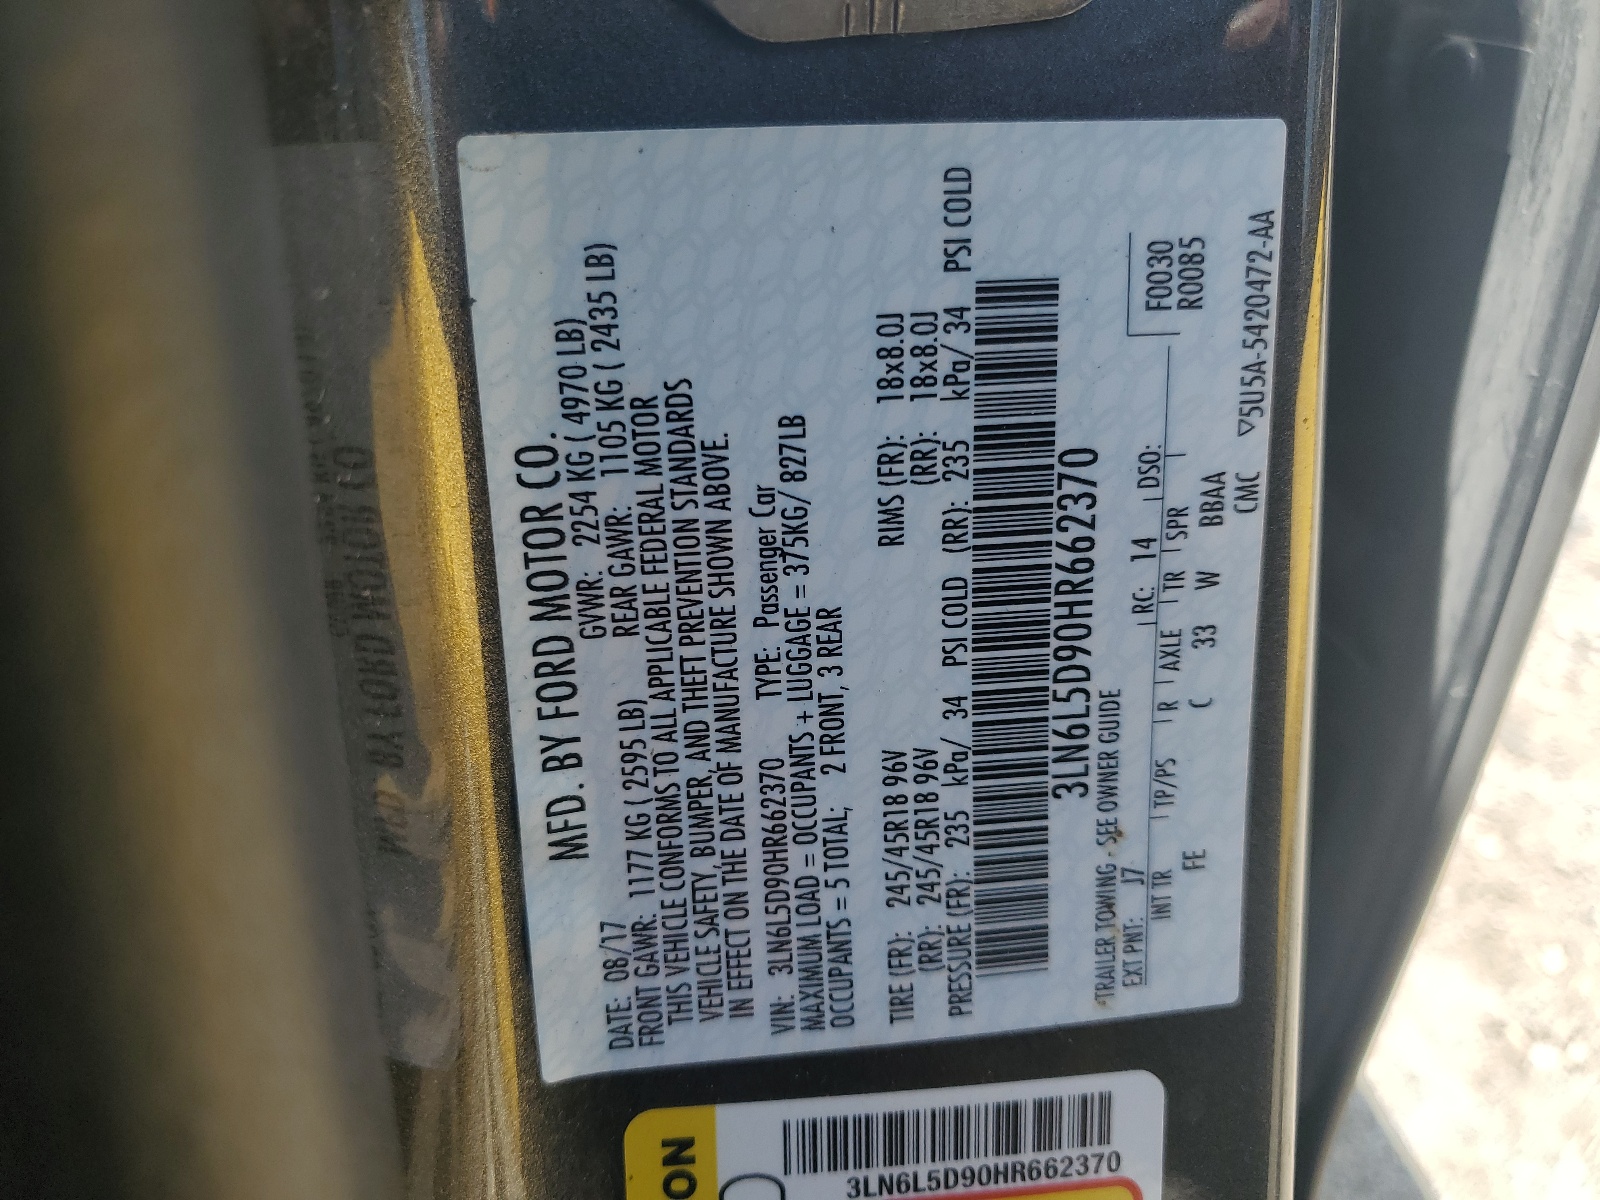 MFD. BY FORD MOTOR CO.
DATE: 08/17 GVWR: 2254 KG ( 4970 LB)
FRONT GAWR: 1177 KG ( 2595 LB) REAR GAWR: 1105 KG ( 2435 LB)
THIS VEHICLE CONFORMS TO ALL APPLICABLE FEDERAL MOTOR
VEHICLE SAFETY, BUMPER, AND THEFT PREVENTION STANDARDS
IN EFFECT ON THE DATE OF MANUFACTURE SHOWN ABOVE.
VIN: 3LN6L5D90HR662370 TYPE: Passenger Car
MAXIMUM LOAD = OCCUPANTS + LUGGAGE = 375KG/ 827LB
OCCUPANTS = 5 TOTAL; 2 FRONT, 3 REAR
TIRE (FR): 245/45R18 96V RIMS (FR): 18x8.0J
(RR): 245/45R18 96V (RR): 18x8.0J
PRESSURE (FR): 235 kPa/ 34 PSI COLD (RR): 235 kPa/ 34 PSI COLD
3LN6L5D90HR662370
TRAILER TOWING - SEE OWNER GUIDE
EXT PNT: J7 RC: 14 DSO: F0030
INT TR TP/PS R AXLE TR SPR R0085
FE C 33 W BBAA
CMC ▽5U5A-5420472-AA
ON
3LN6L5D90HR662370